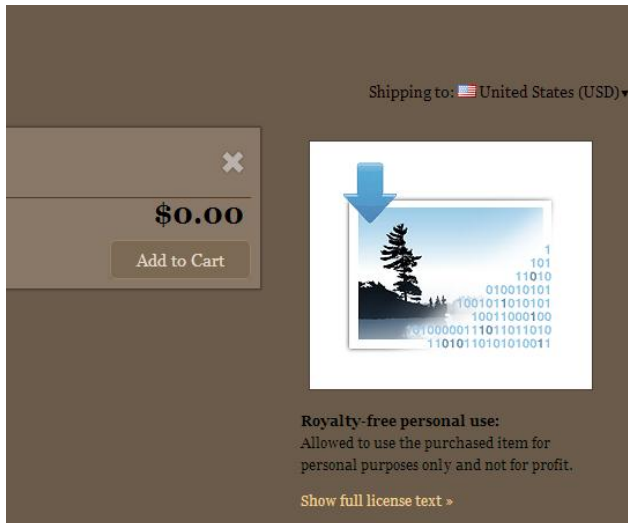 Shipping to: United States (USD)▾
$0.00
Add to Cart
1
101
11010
010010101
1001011010101
10011000100
1010000011101101101​0
11010110101010011
Royalty-free personal use:
Allowed to use the purchased item for
personal purposes only and not for profit.
Show full license text »